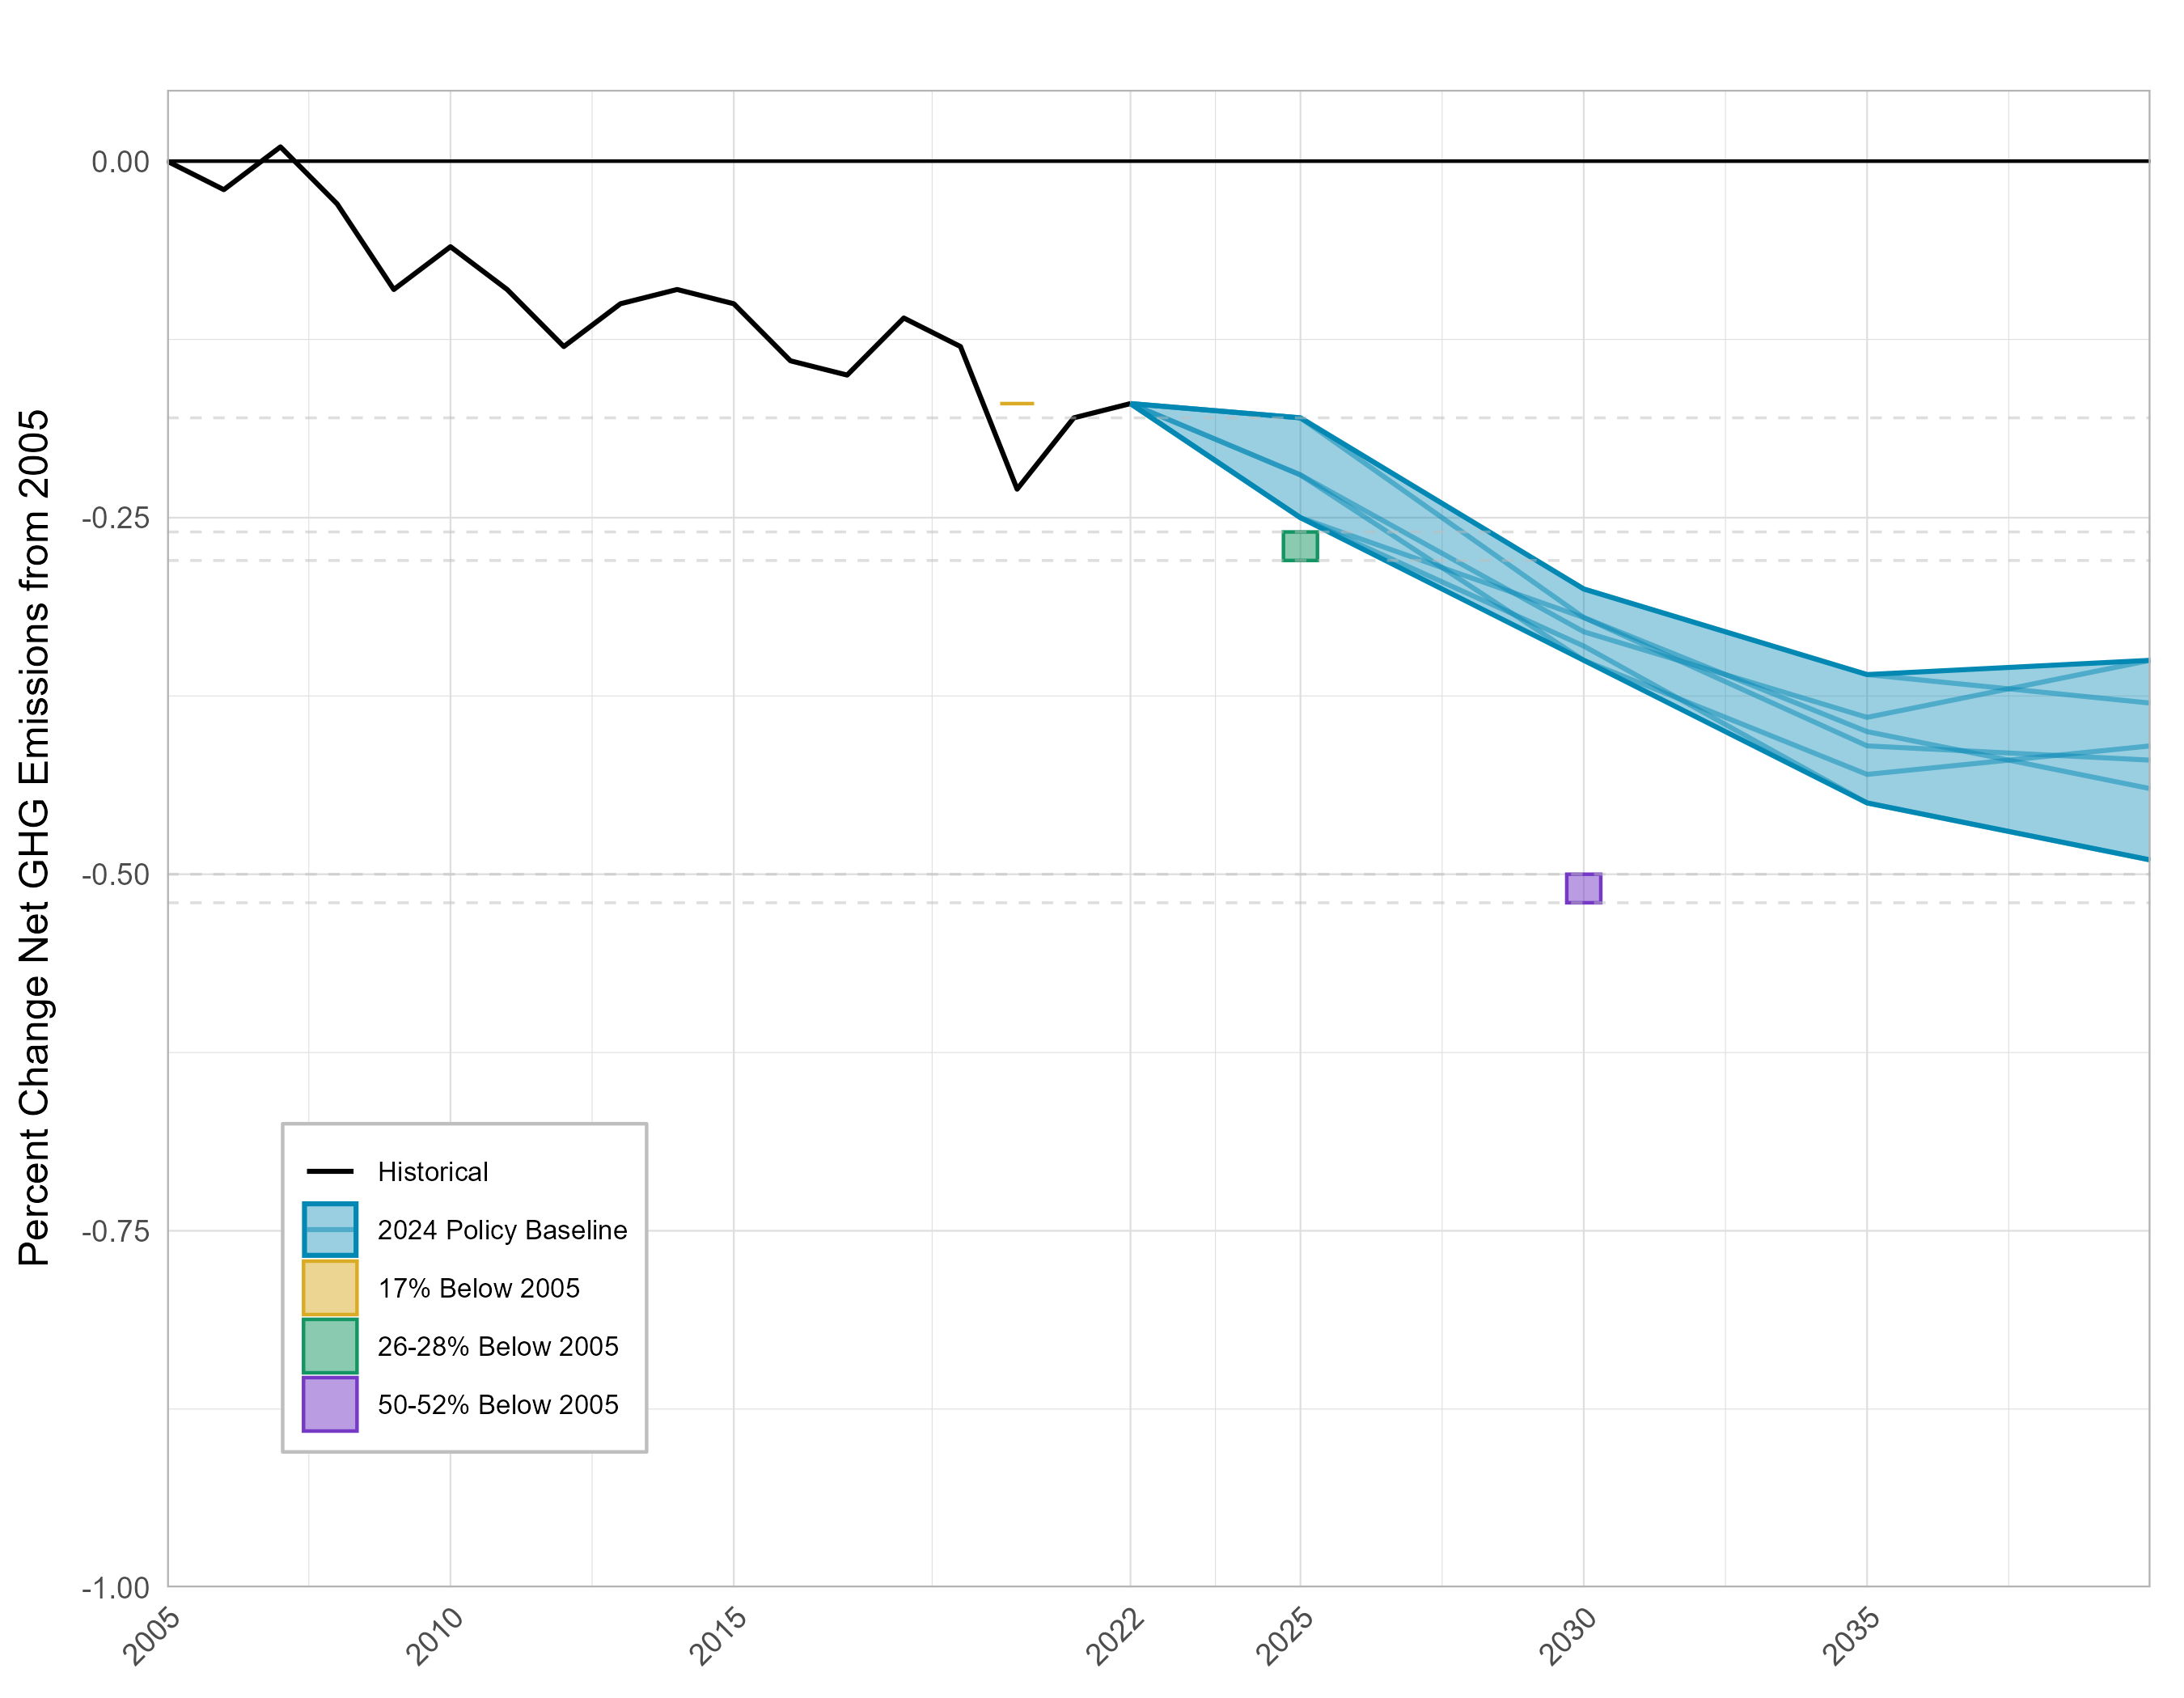 Percent Change Net GHG Emissions from 2005
0.00
-0.25
-0.50
-0.75
-1.00
Historical
2024 Policy Baseline
17% Below 2005
26-28% Below 2005
50-52% Below 2005
2005
2010
2015
2022
2025
2030
2035